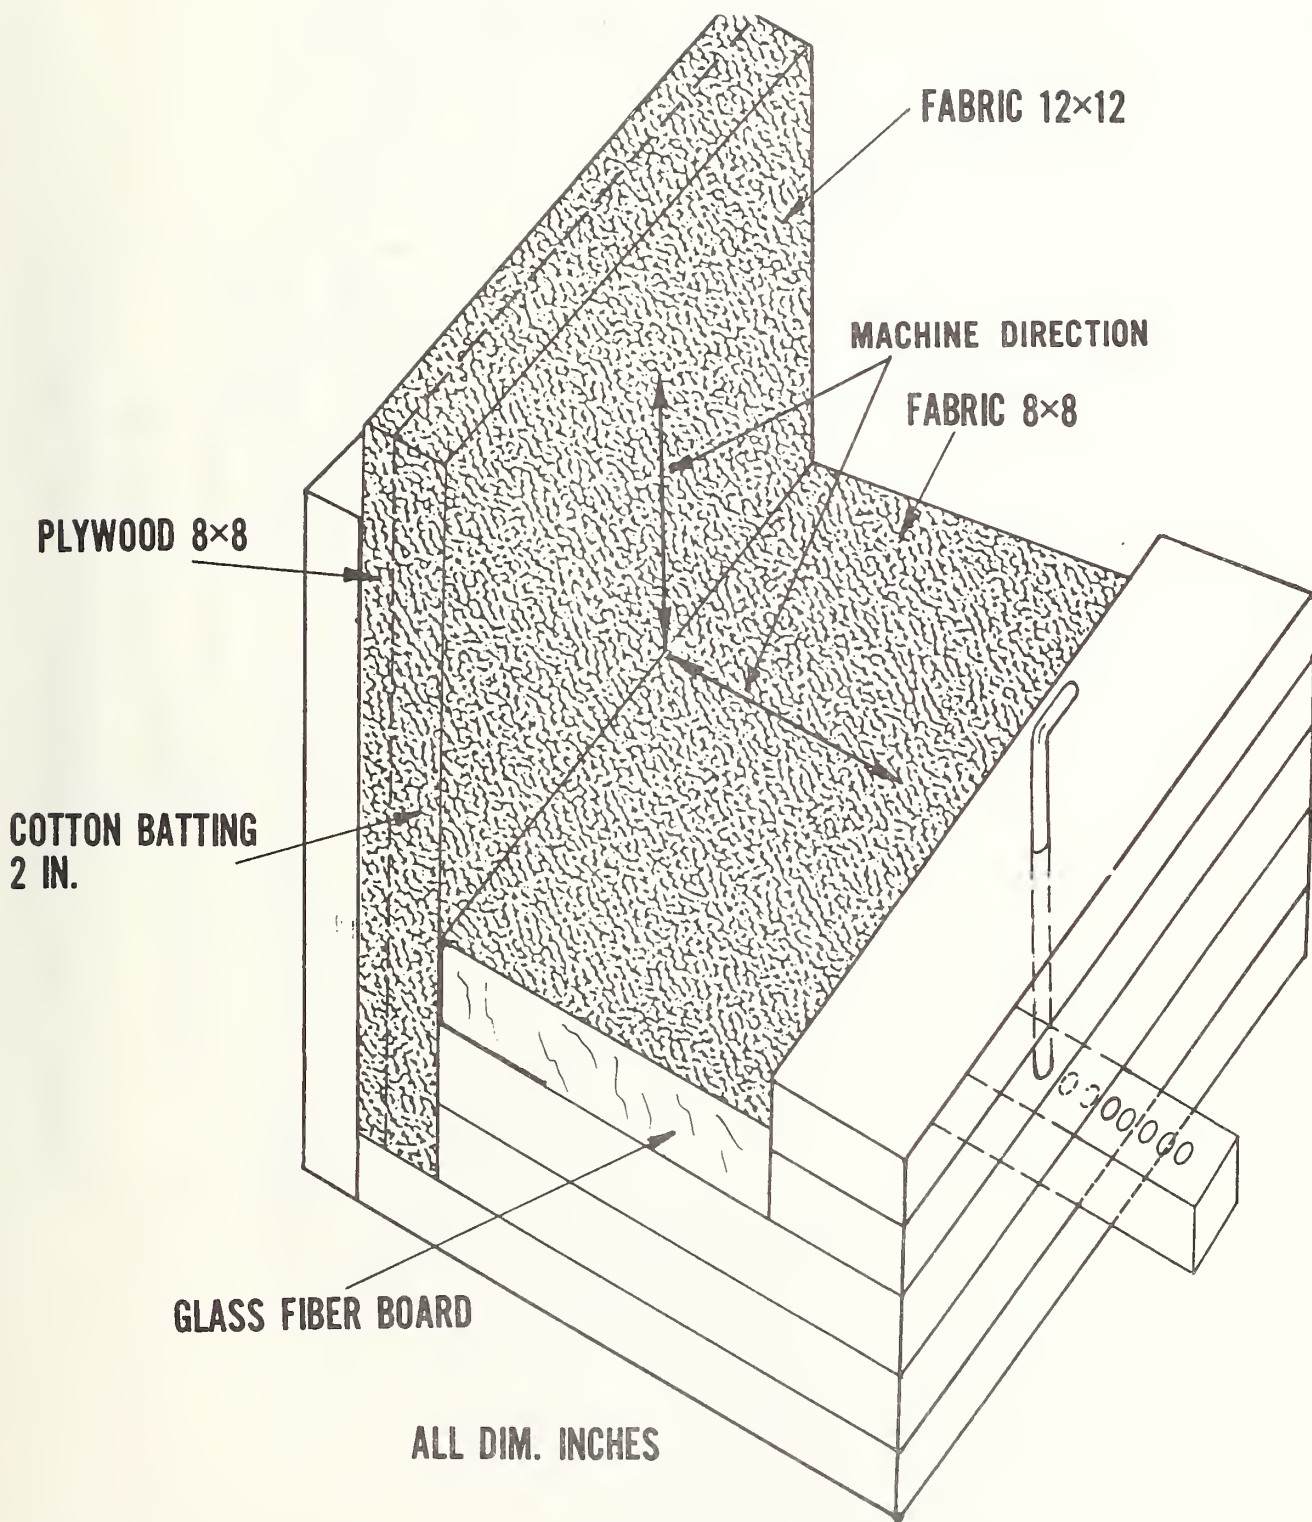 FABRIC 12×12
MACHINE DIRECTION
FABRIC 8×8
PLYWOOD 8×8
COTTON BATTING
2 IN.
GLASS FIBER BOARD
ALL DIM. INCHES